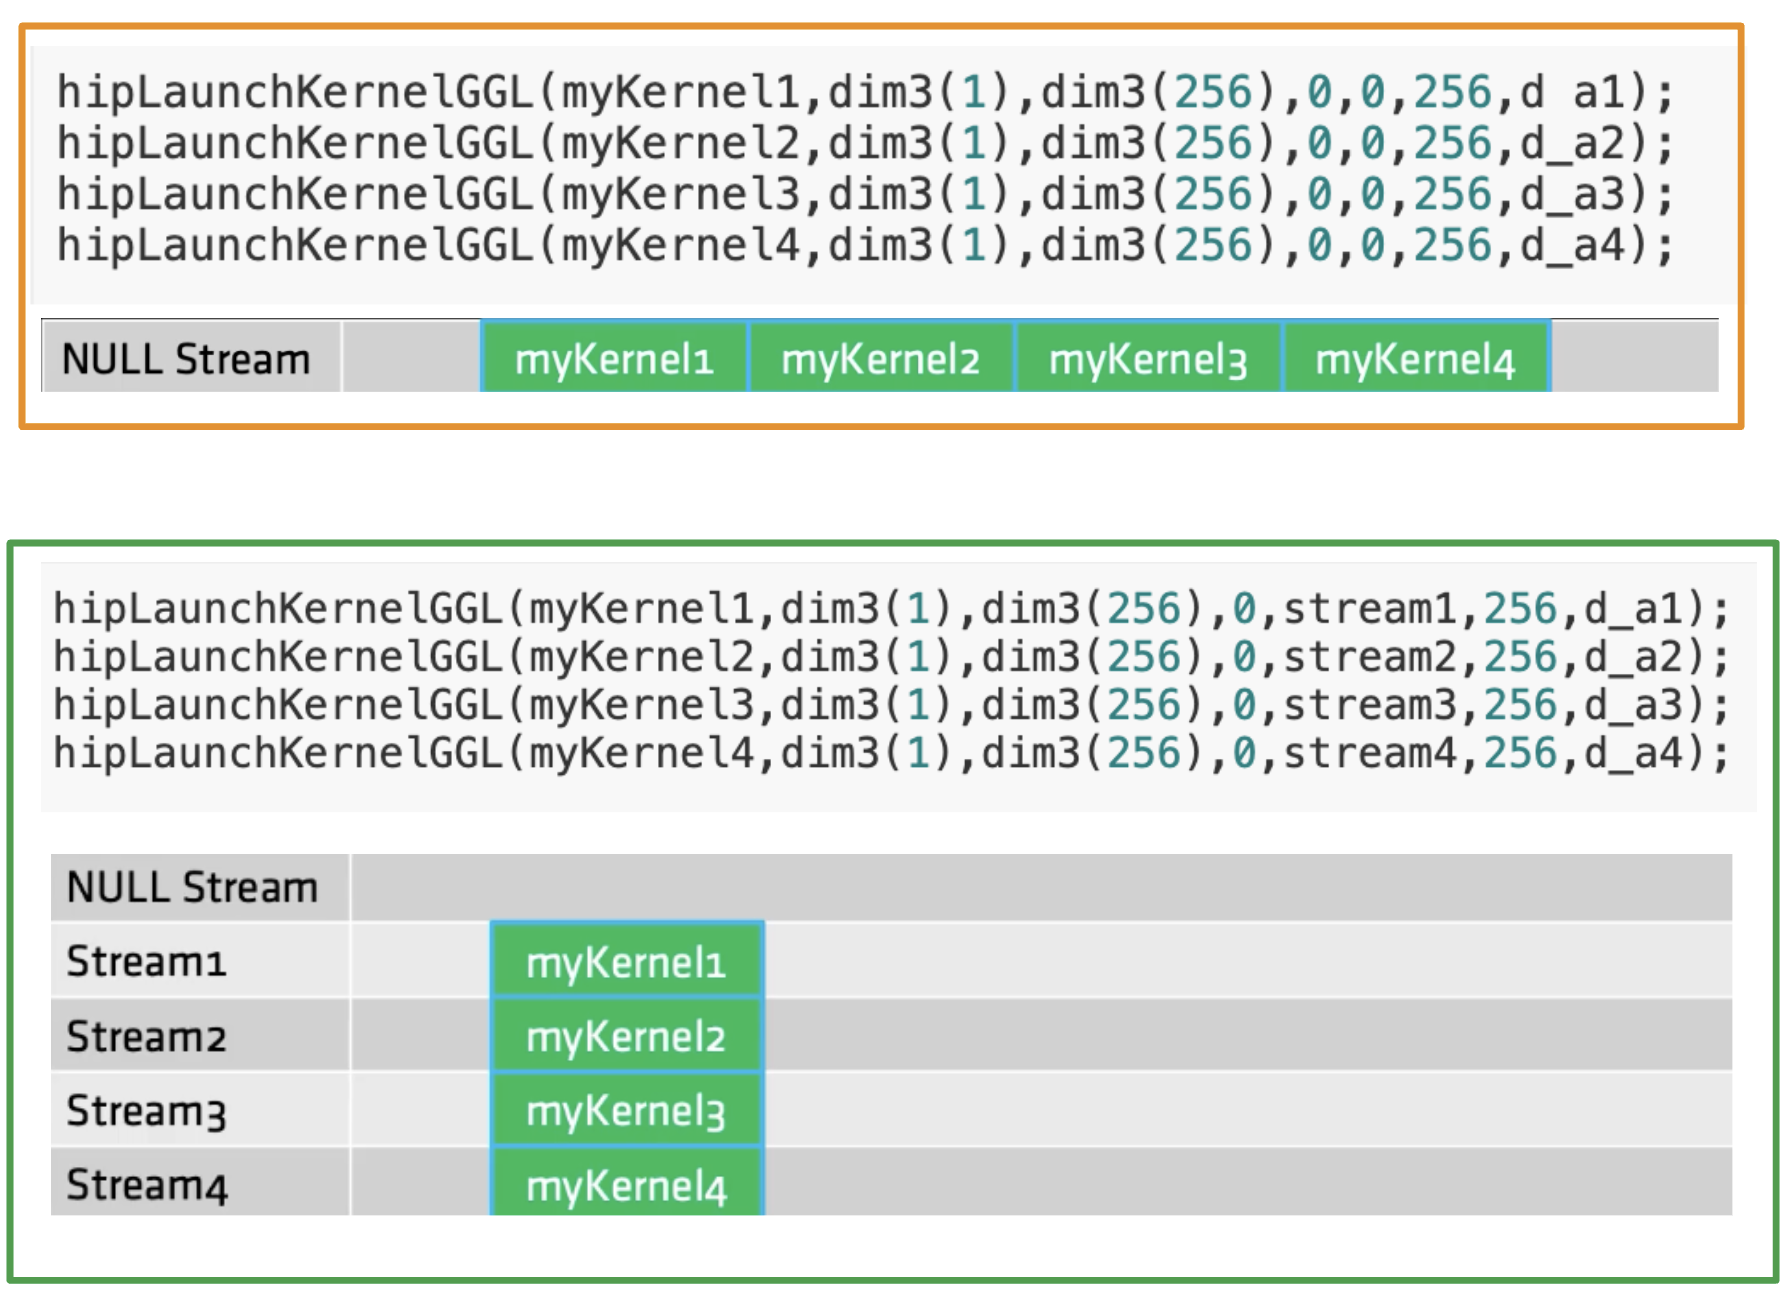 hipLaunchKernelGGL(myKernel1,dim3(1),dim3(256),0,0,256,d a1);
hipLaunchKernelGGL(myKernel2,dim3(1),dim3(256),0,0,256,d_a2);
hipLaunchKernelGGL(myKernel3,dim3(1),dim3(256),0,0,256,d_a3);
hipLaunchKernelGGL(myKernel4,dim3(1),dim3(256),0,0,256,d_a4);
NULL Stream myKernel1 myKernel2 myKernel3 myKernel4
hipLaunchKernelGGL(myKernel1,dim3(1),dim3(256),0,stream1,256,d_a1);
hipLaunchKernelGGL(myKernel2,dim3(1),dim3(256),0,stream2,256,d_a2);
hipLaunchKernelGGL(myKernel3,dim3(1),dim3(256),0,stream3,256,d_a3);
hipLaunchKernelGGL(myKernel4,dim3(1),dim3(256),0,stream4,256,d_a4);
NULL Stream
Stream1 myKernel1
Stream2 myKernel2
Stream3 myKernel3
Stream4 myKernel4